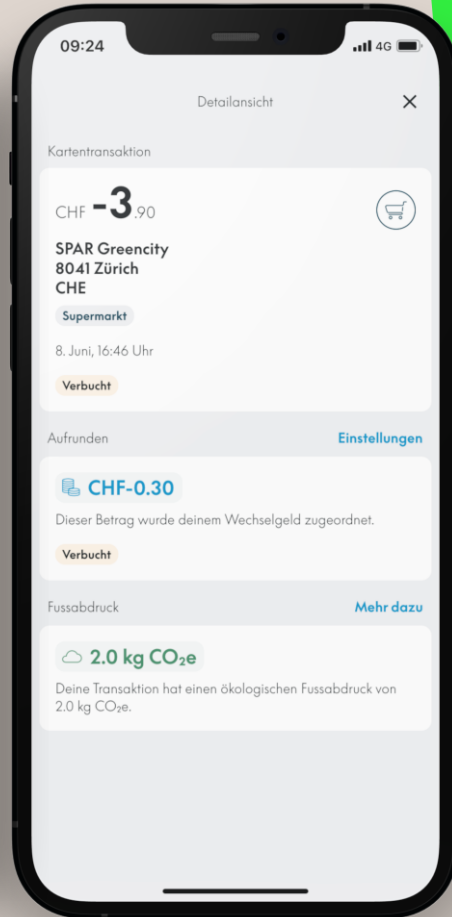 09:24
4G
Detailansicht
Kartentransaktion
CHF -3.90
SPAR Greencity
8041 Zürich
CHE
Supermarkt
8. Juni, 16:46 Uhr
Verbucht
Aufrunden Einstellungen
CHF-0.30
Dieser Betrag wurde deinem Wechselgeld zugeordnet.
Verbucht
Fussabdruck Mehr dazu
2.0 kg CO₂e
Deine Transaktion hat einen ökologischen Fussabdruck von
2.0 kg CO₂e.